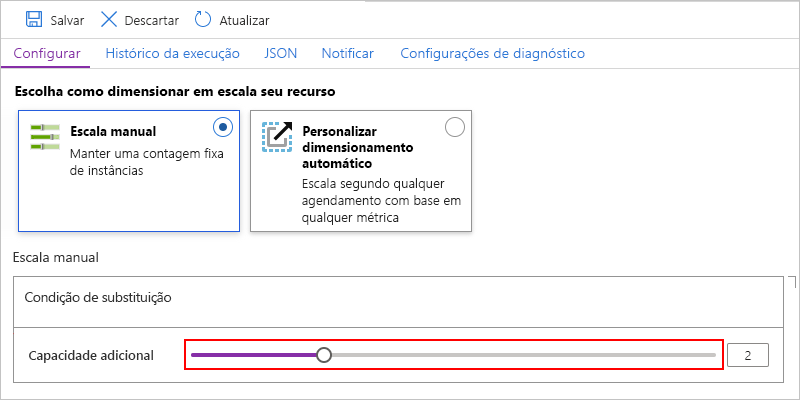 Salvar Descartar Atualizar
Configurar Histórico da execução JSON Notificar Configurações de diagnóstico
Escolha como dimensionar em escala seu recurso
Escala manual
Manter uma contagem fixa
de instâncias
Personalizar
dimensionamento
automático
Escala segundo qualquer
agendamento com base em
qualquer métrica
Escala manual
Condição de substituição
Capacidade adicional 2